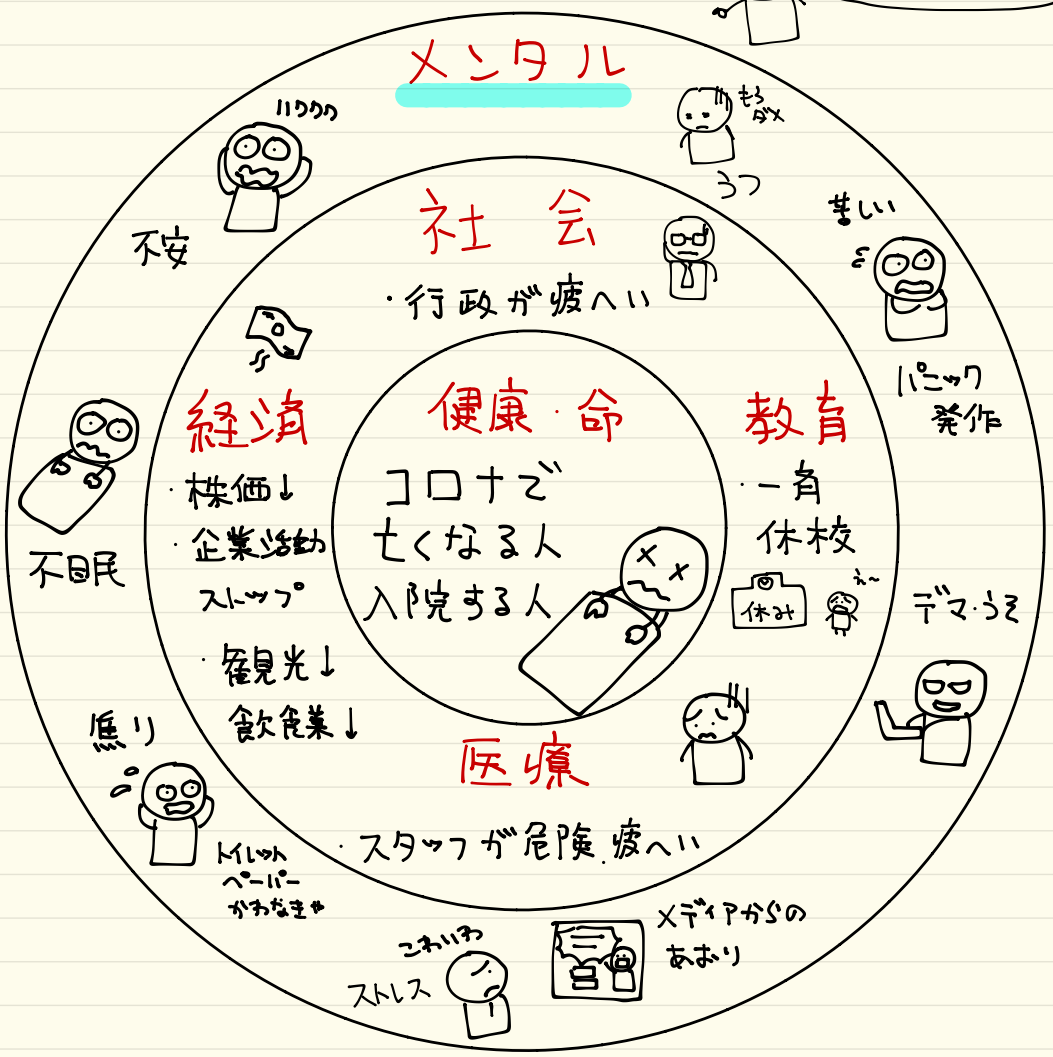 メンタル
ハワワワワ
不安
もう
ダメ
うつ
苦しい
パニック
発作
社会
・行政が疲へい
経済
・株価↓
・企業活動
ストップ
・観光↓
飲食業↓
健康・命
コロナで
亡くなる人
入院する人
教育
・一斉
休校
休み
え〜
不眠
デマ・うそ
焦り
トイレット
ペーパー
かわなきゃ
医療
・スタッフが危険、疲へい
こわいわ
ストレス
メディアからの
あおり